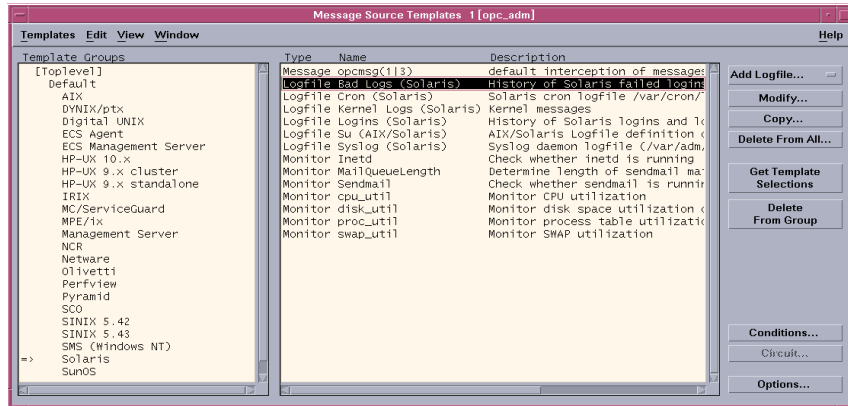 Message Source Templates 1 [opc_adm]
Templates Edit View Window Help
Template Groups
[Toplevel]
Default
AIX
DYNIX/ptx
Digital UNIX
ECS Agent
ECS Management Server
HP-UX 10.x
HP-UX 9.x cluster
HP-UX 9.x standalone
IRIX
MC/ServiceGuard
MPE/ix
Management Server
NCR
Netware
Olivetti
Perfview
Pyramid
SCO
SINIX 5.42
SINIX 5.43
SMS (Windows NT)
=> Solaris
SunOS
Type Name Description
Message opcmsg(1|3) default interception of messages
Logfile Bad Logs (Solaris) History of Solaris failed logins
Logfile Cron (Solaris) Solaris cron logfile /var/cron/
Logfile Kernel Logs (Solaris) Kernel messages
Logfile Logins (Solaris) History of Solaris logins and
Logfile Su (AIX/Solaris) AIX/Solaris Logfile definition
Logfile Syslog (Solaris) Syslog daemon logfile (/var/adm,
Monitor Inetd Check whether inetd is running
Monitor MailQueueLength Determine length of sendmail
Monitor Sendmail Check whether sendmail is
Monitor cpu_util Monitor CPU utilization
Monitor disk_util Monitor disk space utilization
Monitor proc_util Monitor process table
Monitor swap_util Monitor SWAP utilization
Add Logfile...
Modify...
Copy...
Delete From All...
Get Template
Selections
Delete
From Group
Conditions...
Circuit...
Options...